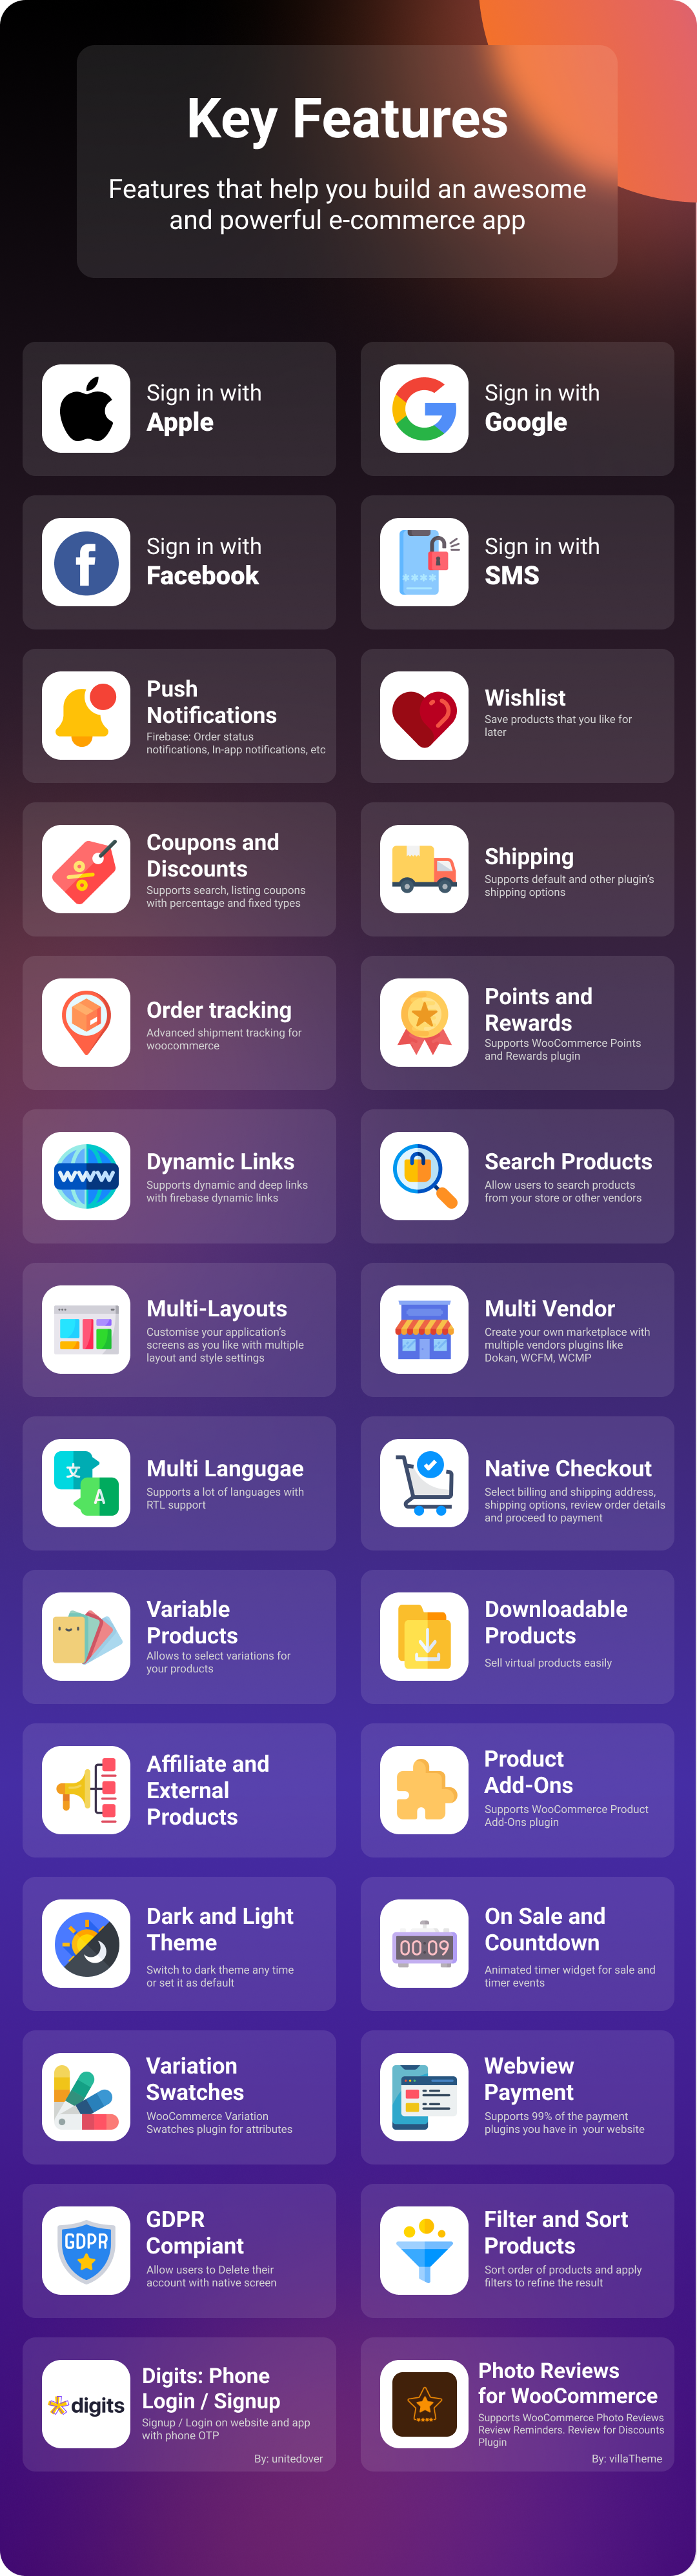 Key Features
Features that help you build an awesome
and powerful e-commerce app
Sign in with
Apple
Sign in with
Google
Sign in with
Facebook
Sign in with
SMS
Push
Notifications
Firebase: Order status
notifications, In-app notifications, etc
Wishlist
Save products that you like for
later
Coupons and
Discounts
Supports search, listing coupons
with percentage and fixed types
Shipping
Supports default and other plugin's
shipping options
Order tracking
Advanced shipment tracking for
woocommerce
Points and
Rewards
Supports WooCommerce Points
and Rewards plugin
www
Dynamic Links
Supports dynamic and deep links
with firebase dynamic links
Search Products
Allow users to search products
from your store or other vendors
Multi-Layouts
Customise your application's
screens as you like with multiple
layout and style settings
Multi Vendor
Create your own marketplace with
multiple vendors plugins like
Dokan, WCFM, WCMP
文
A
Multi Langugae
Supports a lot of languages with
RTL support
Native Checkout
Select billing and shipping address,
shipping options, review order details
and proceed to payment
Variable
Products
Allows to select variations for
your products
Downloadable
Products
Sell virtual products easily
Affiliate and
External
Products
Product
Add-Ons
Supports WooCommerce Product
Add-Ons plugin
Dark and Light
Theme
Switch to dark theme any time
or set it as default
00 09
On Sale and
Countdown
Animated timer widget for sale and
timer events
Variation
Swatches
WooCommerce Variation
Swatches plugin for attributes
Webview
Payment
Supports 99% of the payment
plugins you have in your website
GDPR
GDPR
Compiant
Allow users to Delete their
account with native screen
Filter and Sort
Products
Sort order of products and apply
filters to refine the result
digits
Digits: Phone
Login / Signup
Signup / Login on website and app
with phone OTP
By: unitedover
Photo Reviews
for WooCommerce
Supports WooCommerce Photo Reviews
Review Reminders. Review for Discounts
Plugin
By: villaTheme